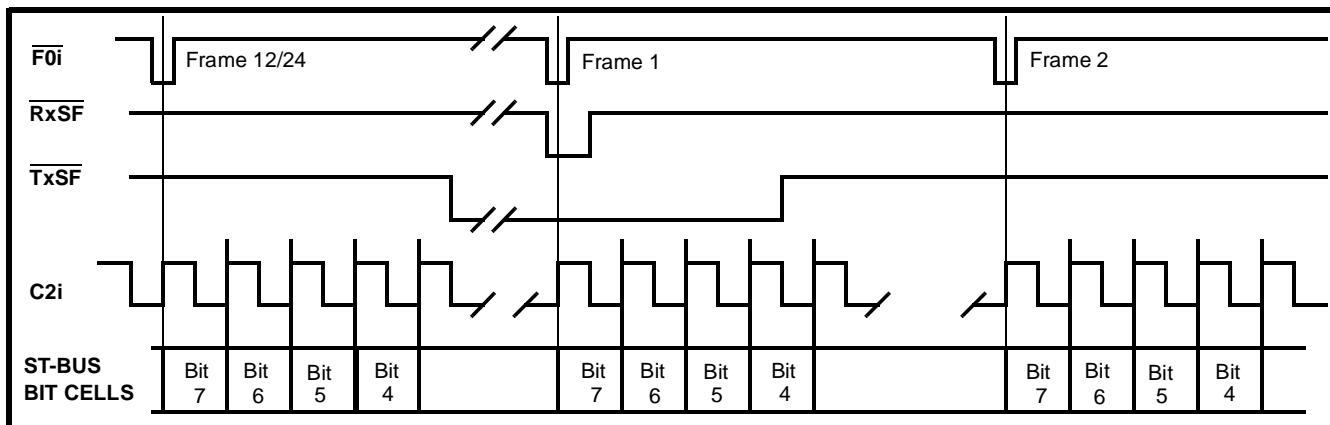 F0i
Frame 12/24
Frame 1
Frame 2
RxSF
TxSF
C2i
ST-BUS
BIT CELLS
Bit 7
Bit 6
Bit 5
Bit 4
Bit 7
Bit 6
Bit 5
Bit 4
Bit 7
Bit 6
Bit 5
Bit 4